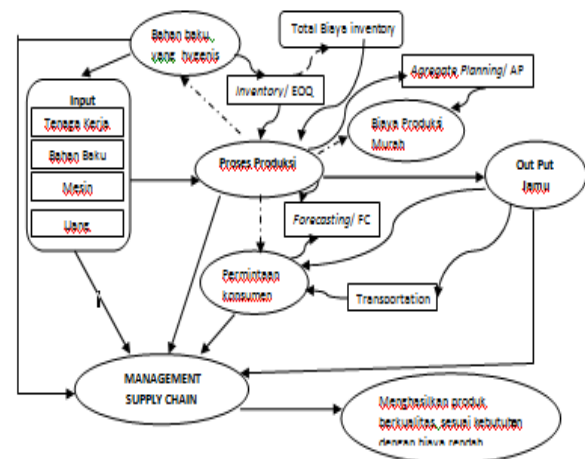 Bahan baku
yang hygenis
Total Biaya inventory
Inventory/ EOQ
Agregate Planning/ AP
Input
Tenaga Kerja
Bahan Baku
Mesin
Uang
Biaya Produksi
Murah
Proses Produksi
Out Put
Jamu
Forecasting/ FC
Permintaan
konsumen
Transportation
MANAGEMENT
SUPPLY CHAIN
Menghasilkan produk
berkualitas, sesuai kebutuhan
dengan biaya rendah